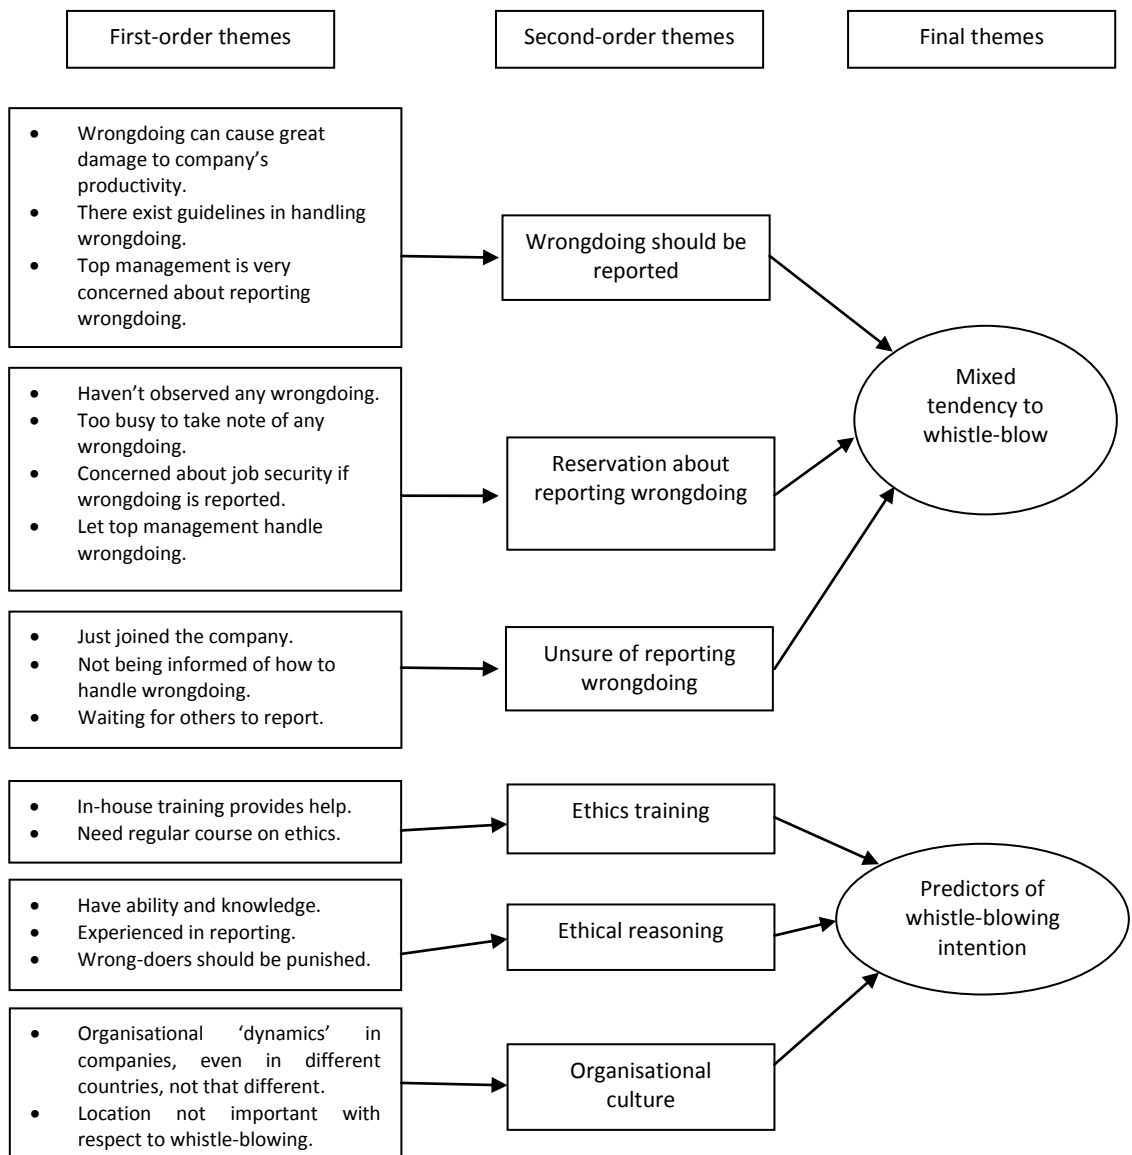 First-order themes
Second-order themes
Final themes
• Wrongdoing can cause great
damage to company's
productivity.
• There exist guidelines in handling
wrongdoing.
• Top management is very
concerned about reporting
wrongdoing.
Wrongdoing should be
reported
• Haven't observed any wrongdoing.
• Too busy to take note of any
wrongdoing.
• Concerned about job security if
wrongdoing is reported.
• Let top management handle
wrongdoing.
Reservation about
reporting wrongdoing
Mixed
tendency to
whistle-blow
• Just joined the company.
• Not being informed of how to
handle wrongdoing.
• Waiting for others to report.
Unsure of reporting
wrongdoing
• In-house training provides help.
• Need regular course on ethics.
Ethics training
• Have ability and knowledge.
• Experienced in reporting.
• Wrong-doers should be punished.
Ethical reasoning
Predictors of
whistle-blowing
intention
• Organisational ‘dynamics’ in
companies, even in different
countries, not that different.
• Location not important with
respect to whistle-blowing.
Organisational
culture